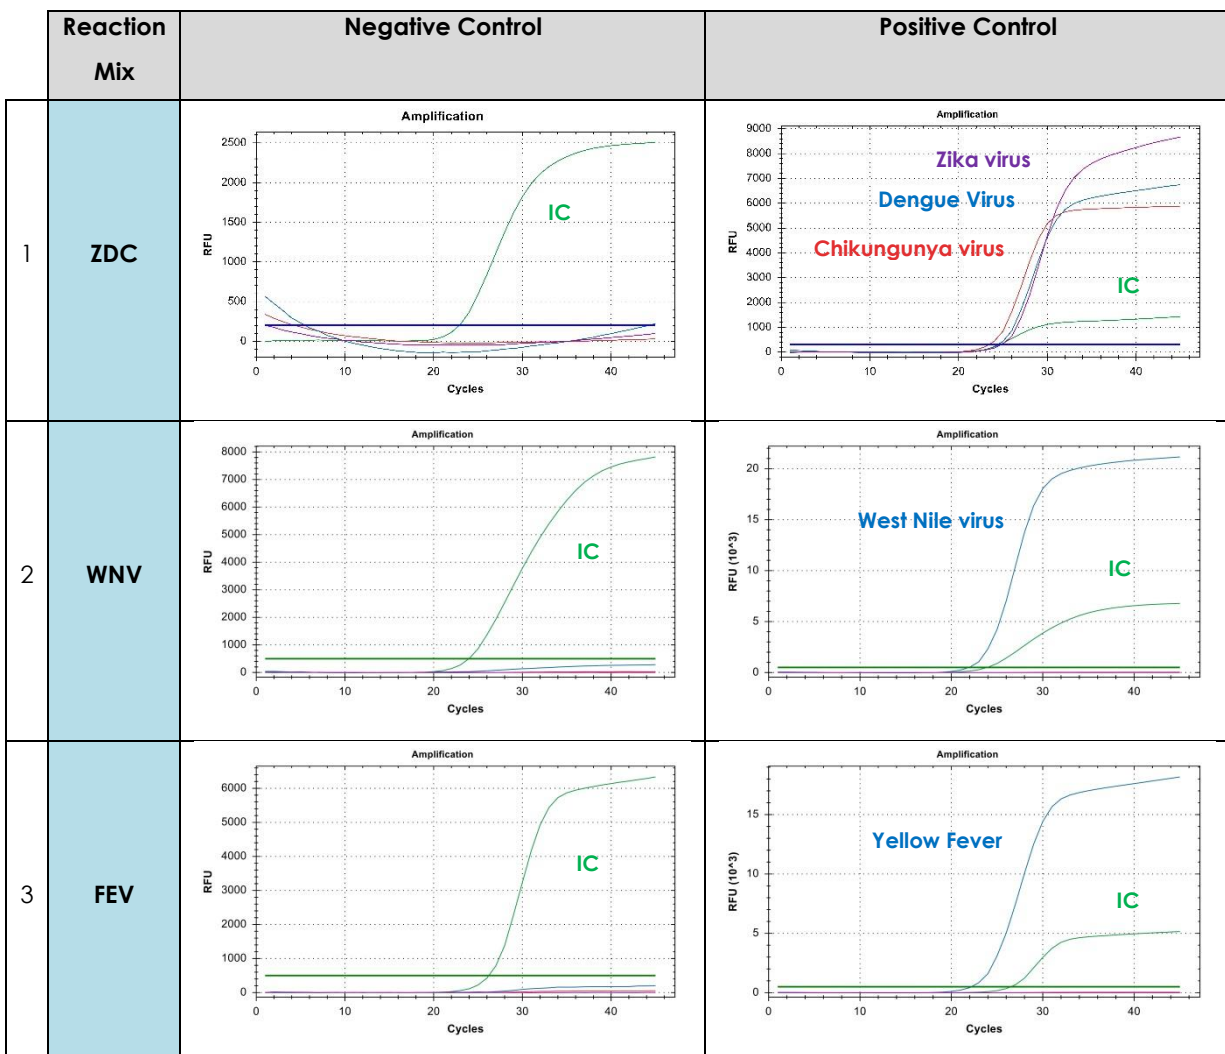 Reaction
Mix
Negative Control
Positive Control
1
ZDC
Amplification
RFU
2500
2000
1500
1000
500
0
IC
0 10 20 30 40
Cycles
Amplification
RFU
9000
8000
7000
6000
5000
4000
3000
2000
1000
0
Zika virus
Dengue Virus
Chikungunya virus
IC
0 10 20 30 40
Cycles
2
WNV
Amplification
RFU
8000
7000
6000
5000
4000
3000
2000
1000
0
IC
0 10 20 30 40
Cycles
Amplification
RFU (10^3)
20
15
10
5
0
West Nile virus
IC
0 10 20 30 40
Cycles
3
FEV
Amplification
RFU
6000
5000
4000
3000
2000
1000
0
IC
0 10 20 30 40
Cycles
Amplification
RFU (10^3)
15
10
5
0
Yellow Fever
IC
0 10 20 30 40
Cycles